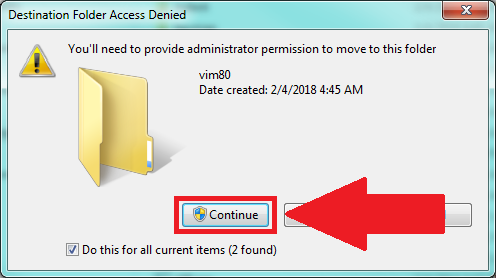 Destination Folder Access Denied
You'll need to provide administrator permission to move to this folder
vim80
Date created: 2/4/2018 4:45 AM
Continue
Do this for all current items (2 found)